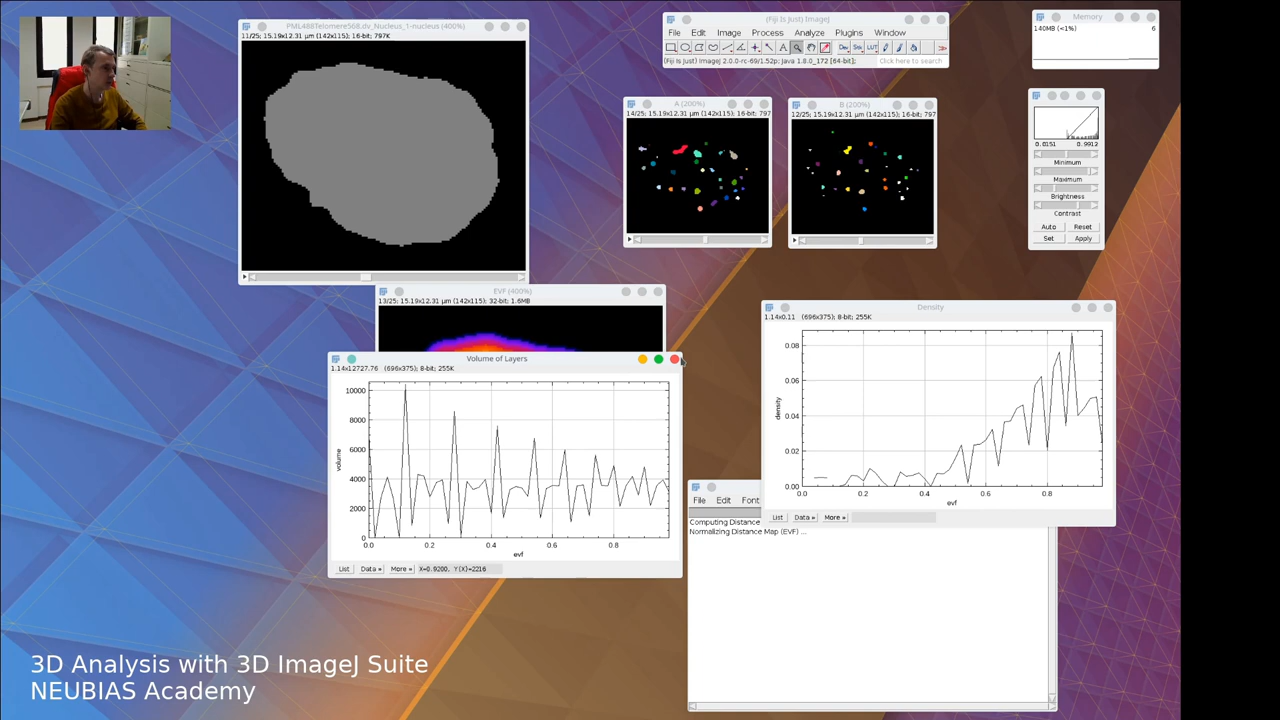 PML488Telomere568.dv_Nucleus_1-nucleus (400%)
11/25; 15.19x12.31 µm (142x115); 16-bit; 797K
(Fiji Is Just) ImageJ
File Edit Image Process Analyze Plugins Window
Dev Stk LUT
(Fiji Is Just) ImageJ 2.0.0-rc-69/1.52p; Java 1.8.0_172 [64-bit];
Click here to search
Memory
140MB (<1%)
6
A (200%)
14/25; 15.19x12.31 µm (142x115); 16-bit; 797
B (200%)
12/25; 15.19x12.31 µm (142x115); 16-bit; 797
0.0151 0.9912
Minimum
Maximum
Brightness
Contrast
Auto Reset
Set Apply
EVF (400%)
13/25; 15.19x12.31 µm (142x115); 32-bit; 1.6MB
Volume of Layers
1.14x12727.76 (696x375); 8-bit; 255K
10000
8000
6000
4000
2000
0
volume
0.0 0.2 0.4 0.6 0.8
evf
List Data » More » X=0.9200, Y(X)=2216
Density
1.14x0.11 (696x375); 8-bit; 255K
0.08
0.06
0.04
0.02
0.00
density
0.0 0.2 0.4 0.6 0.8
evf
List Data » More »
File Edit Font
Computing Distance
Normalizing Distance Map (EVF) ...
3D Analysis with 3D ImageJ Suite
NEUBIAS Academy